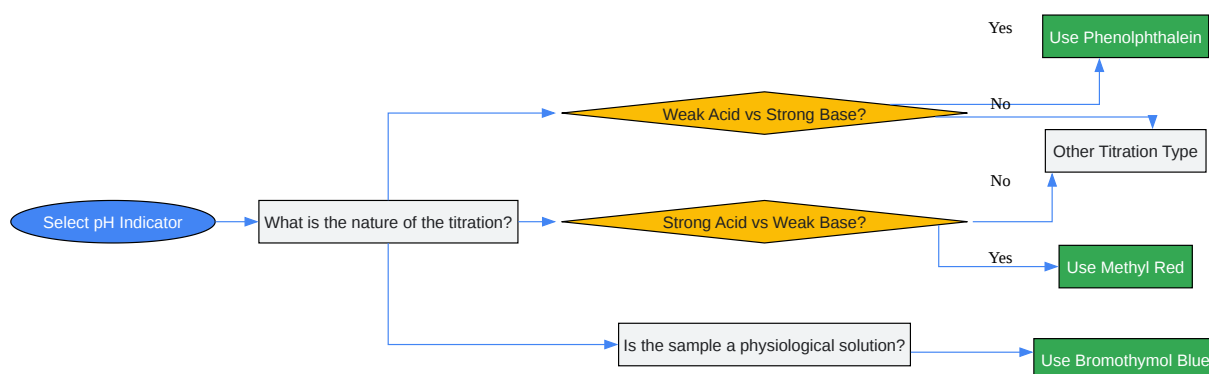 Yes
Use Phenolphthalein
No
Weak Acid vs Strong Base?
Other Titration Type
No
Select pH Indicator
What is the nature of the titration?
Strong Acid vs Weak Base?
Yes
Use Methyl Red
Is the sample a physiological solution?
Use Bromothymol Blue